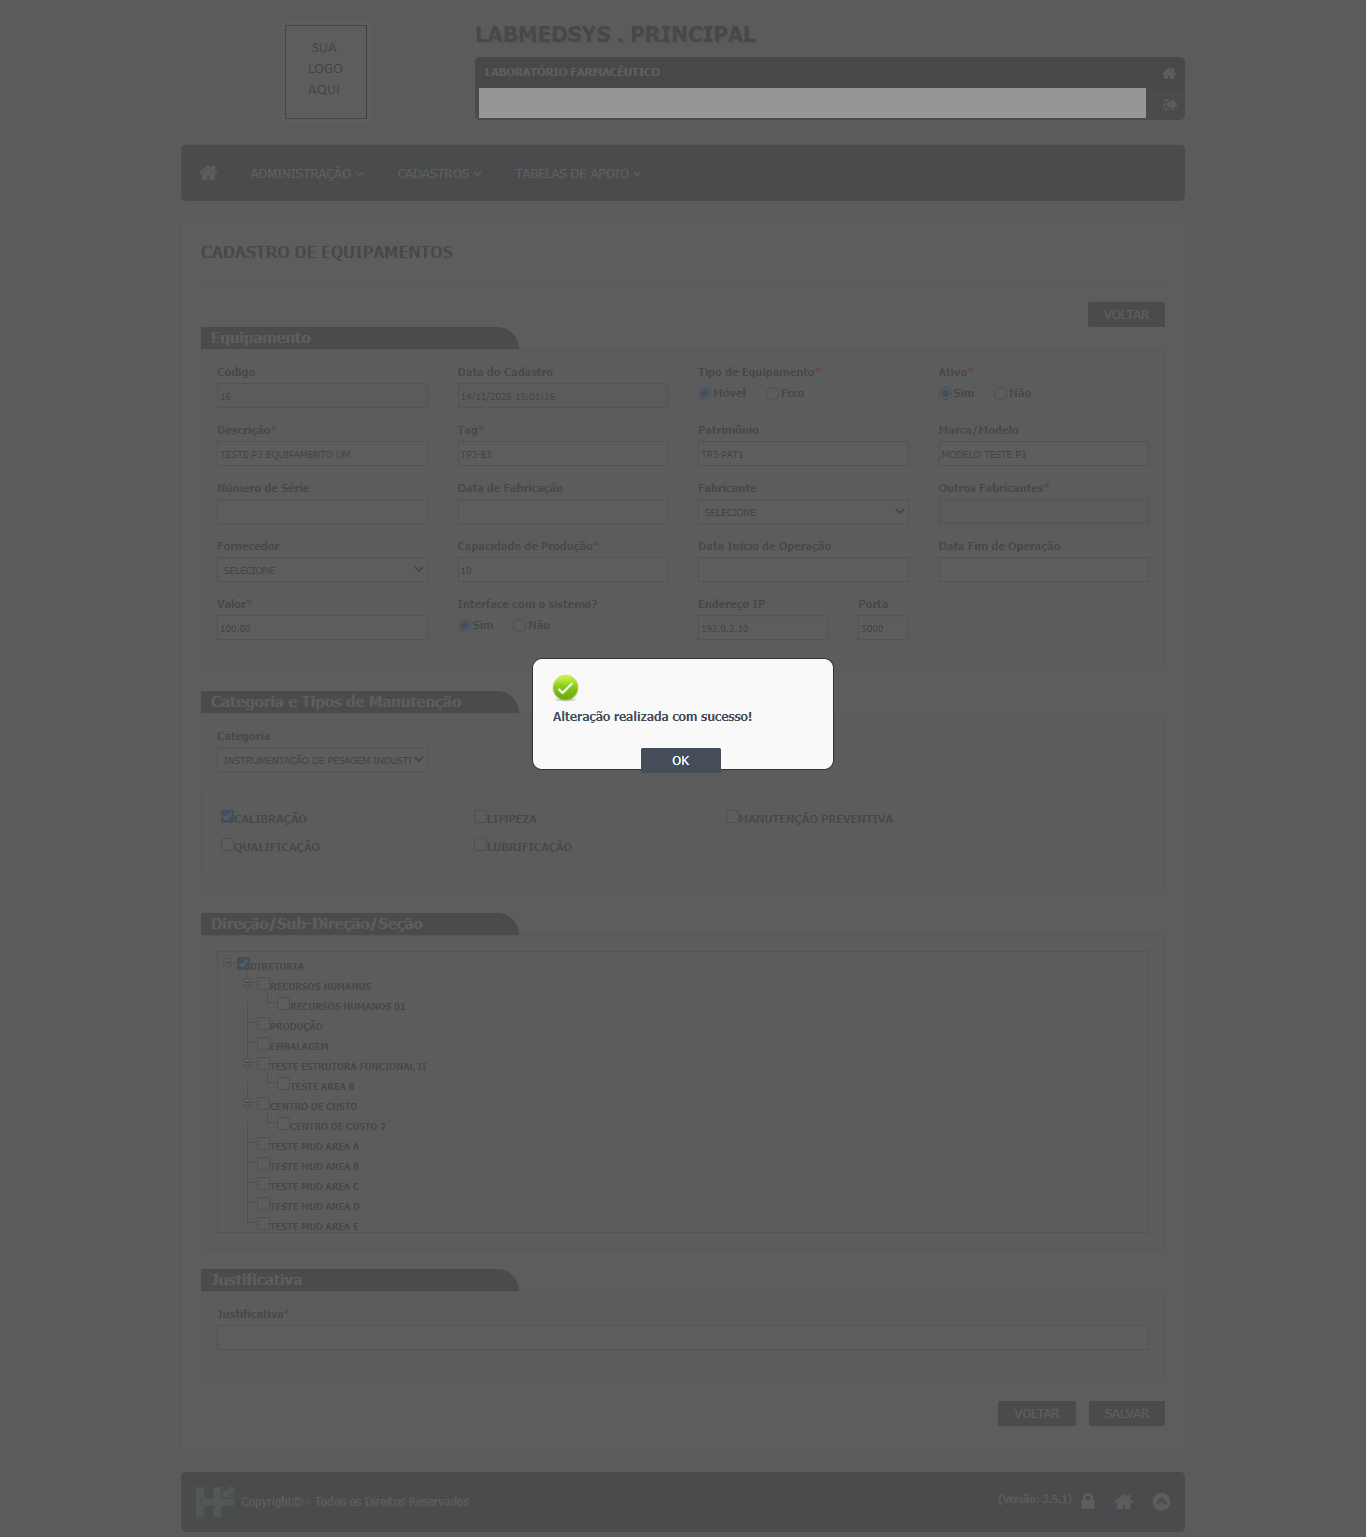 SUA
LOGO
AQUI
LABMEDSYS . PRINCIPAL
LABORATÓRIO FARMACÊUTICO
ADMINISTRAÇÃO
CADASTROS
TABELAS DE APOIO
CADASTRO DE EQUIPAMENTOS
VOLTAR
Equipamento
Código
Data do Cadastro
Tipo de Equipamento*
Ativo*
16
14/11/2026 15:01:16
Móvel
Fixo
Sim
Não
Descrição*
Tag*
Patrimônio
Marca/Modelo
TESTE P3 EQUIPAMENTO UM
TP3-E1
TP3-PAT1
MODELO TESTE P3
Número de Série
Data de Fabricação
Fabricante
Outros Fabricantes*
SELECIONE
Fornecedor
Capacidade de Produção*
Data Início de Operação
Data Fim de Operação
SELECIONE
10
Valor*
Interface com o sistema?
Endereço IP
Porta
100,00
Sim
Não
192.0.2.10
5000
Alteração realizada com sucesso!
OK
Categoria e Tipos de Manutenção
Categoria
INSTRUMENTAÇÃO DE PESAGEM INDUSTI
CALIBRAÇÃO
LIMPEZA
MANUTENÇÃO PREVENTIVA
QUALIFICAÇÃO
LUBRIFICAÇÃO
Direção/Sub-Direção/Seção
DIRETORIA
RECURSOS HUMANOS
RECURSOS HUMANOS 01
PRODUÇÃO
EMBALAGEM
TESTE ESTRUTURA FUNCIONAL II
TESTE AREA B
CENTRO DE CUSTO
CENTRO DE CUSTO 2
TESTE MUD AREA A
TESTE MUD AREA B
TESTE MUD AREA C
TESTE MUD AREA D
TESTE MUD AREA E
Justificativa
Justificativa*
VOLTAR
SALVAR
Copyright© - Todos os Direitos Reservados
(Versão: 3.5.1)